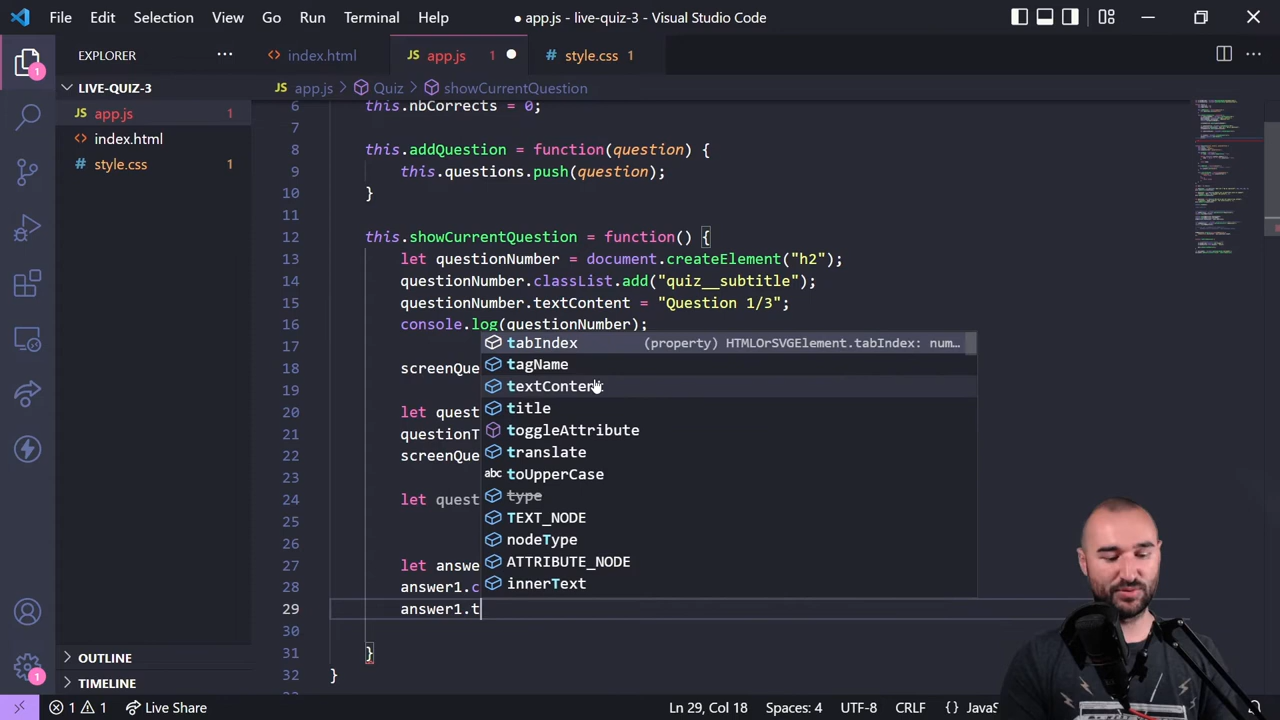 File Edit Selection View Go Run Terminal Help
● app.js - live-quiz-3 - Visual Studio Code
EXPLORER
index.html
JS app.js 1
# style.css 1
LIVE-QUIZ-3
JS app.js 1
index.html
# style.css 1
OUTLINE
TIMELINE
JS app.js > Quiz > showCurrentQuestion
6 this.nbCorrects = 0;
7
8 this.addQuestion = function(question) {
9 this.questions.push(question);
10 }
11
12 this.showCurrentQuestion = function() {
13 let questionNumber = document.createElement("h2");
14 questionNumber.classList.add("quiz__subtitle");
15 questionNumber.textContent = "Question 1/3";
16 console.log(questionNumber);
17
18 screenQue
19
20 let quest
21 questionT
22 screenQue
23
24 let quest
25
26
27 let answe
28 answer1.c
29 answer1.t
30
31 }
32 }
tabIndex (property) HTMLOrSVGElement.tabIndex: num…
tagName
textContent
title
toggleAttribute
translate
abc toUpperCase
type
TEXT_NODE
nodeType
ATTRIBUTE_NODE
innerText
1
1
1 1 Live Share
Ln 29, Col 18 Spaces: 4 UTF-8 CRLF {} JavaS